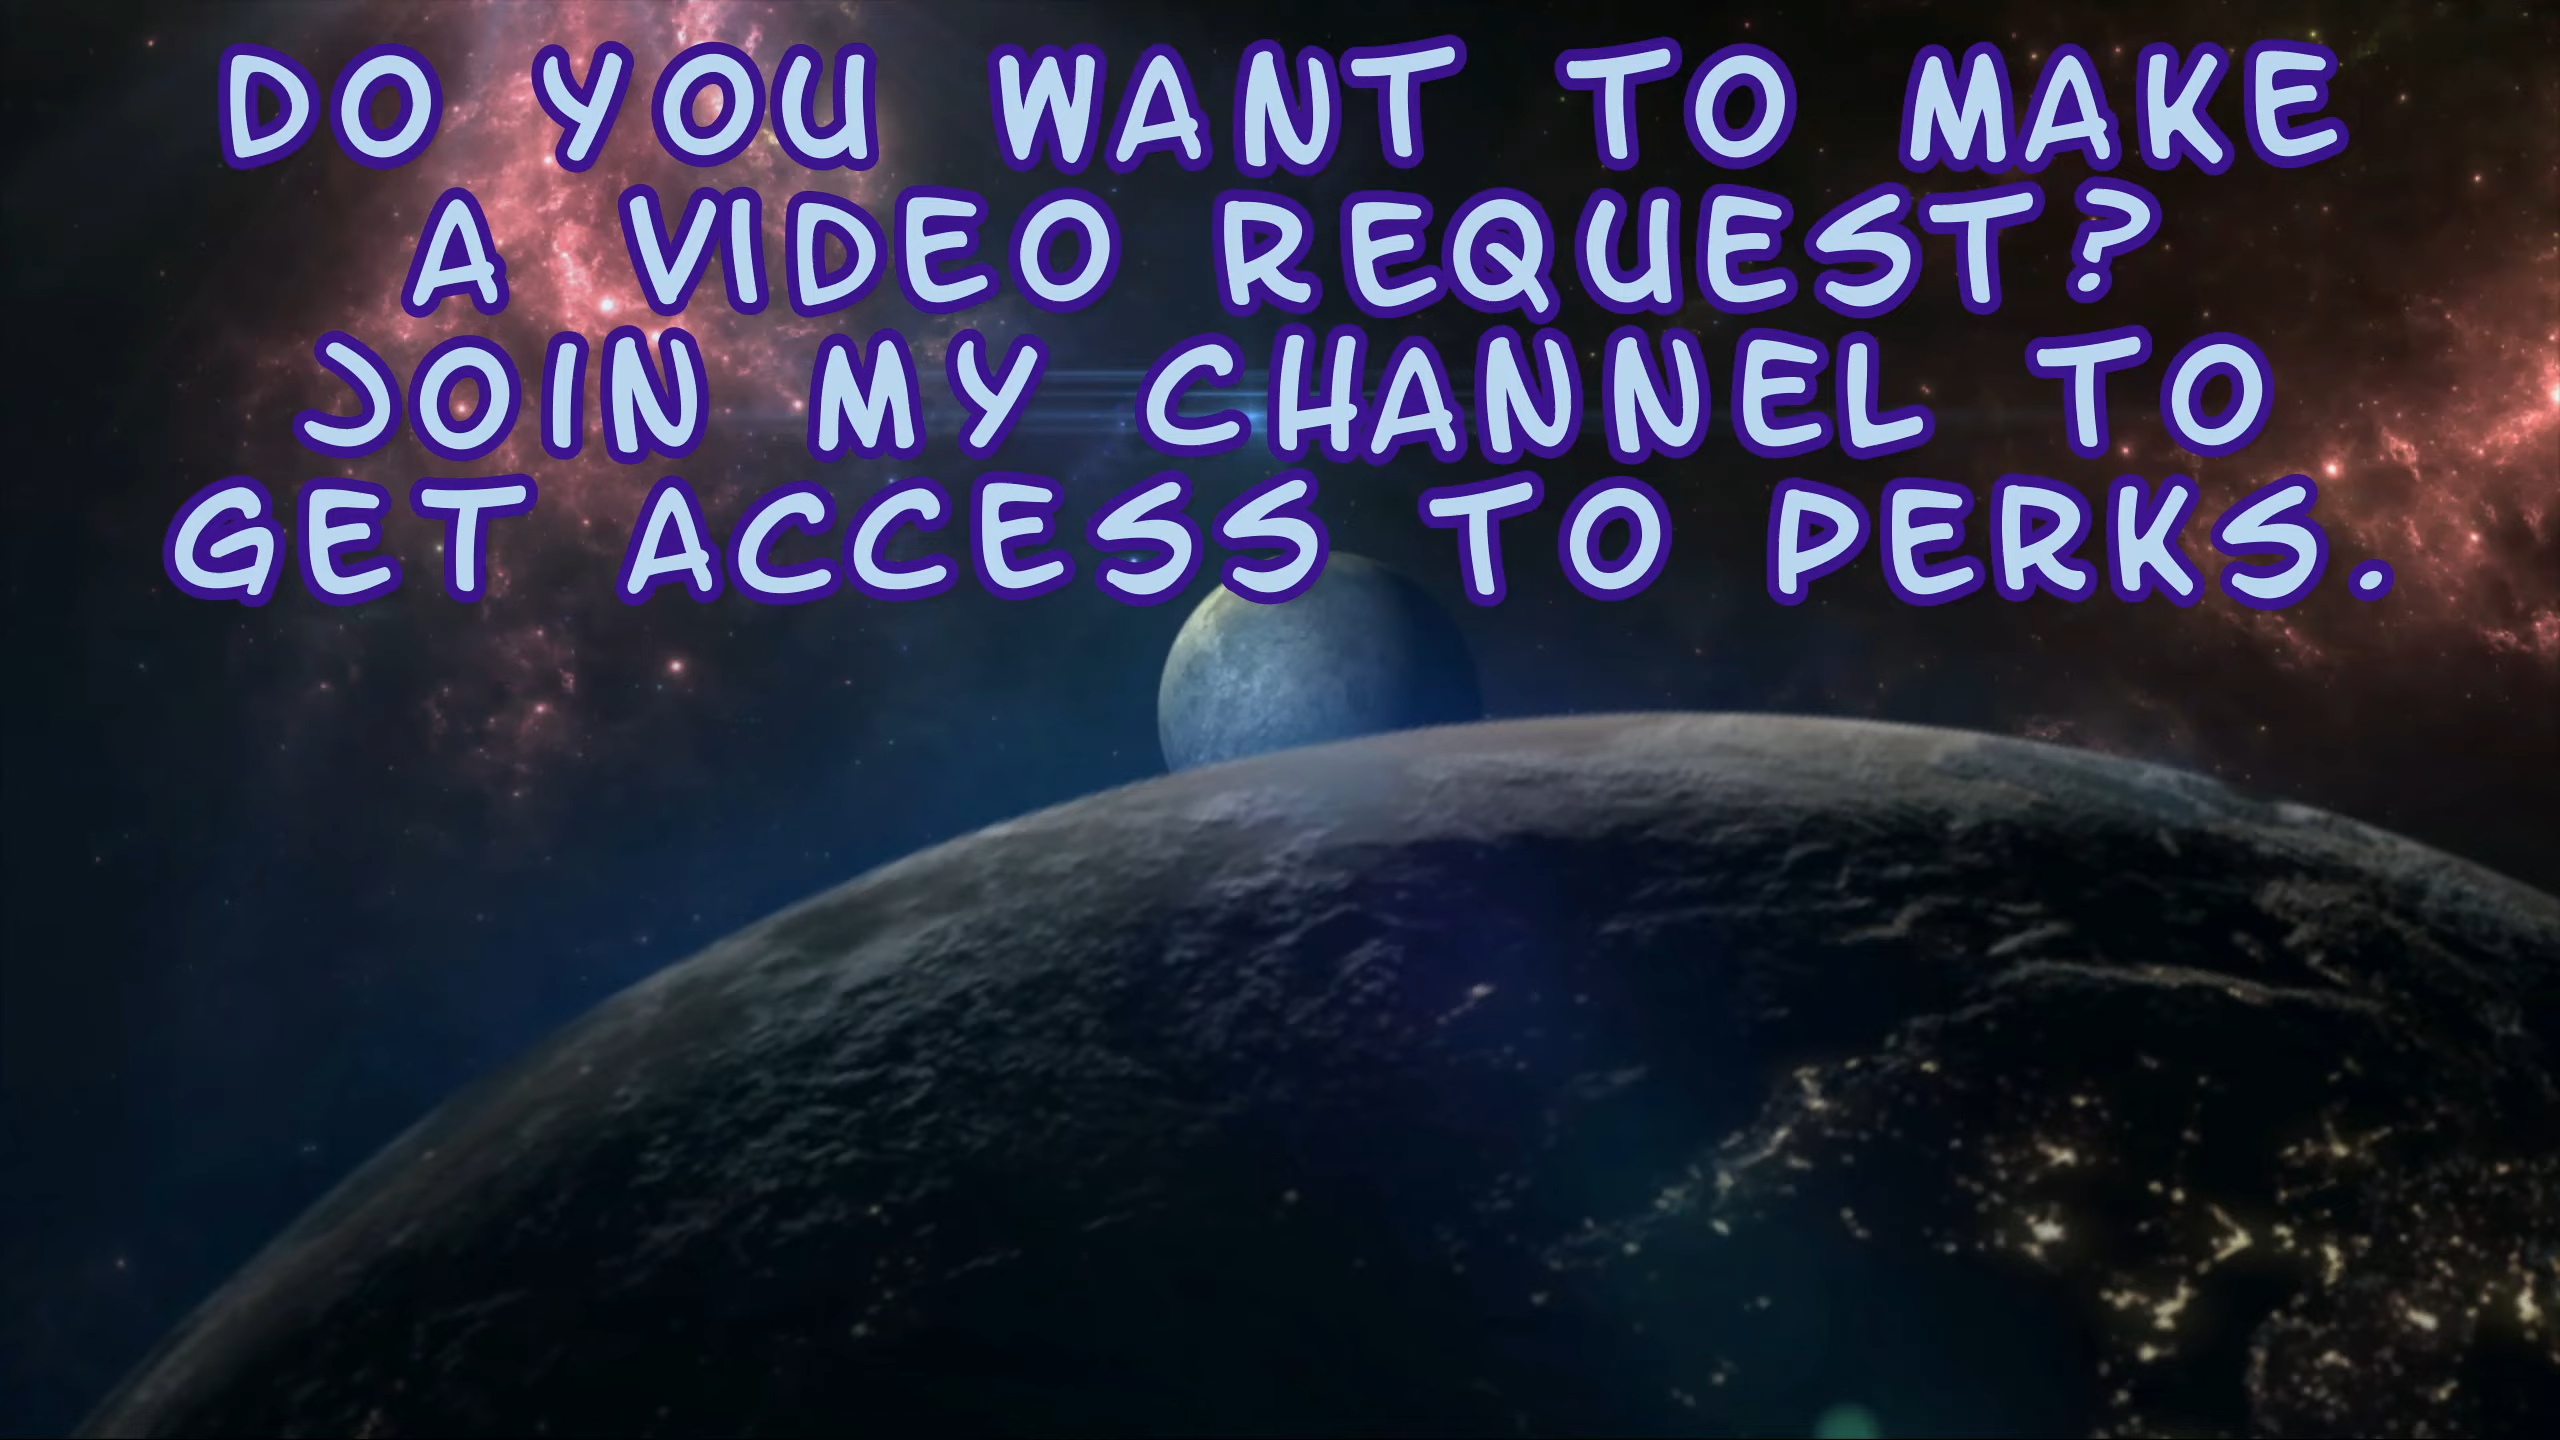 DO YOU WANT TO MAKE
A VIDEO REQUEST?
JOIN MY CHANNEL TO
GET ACCESS TO PERKS.